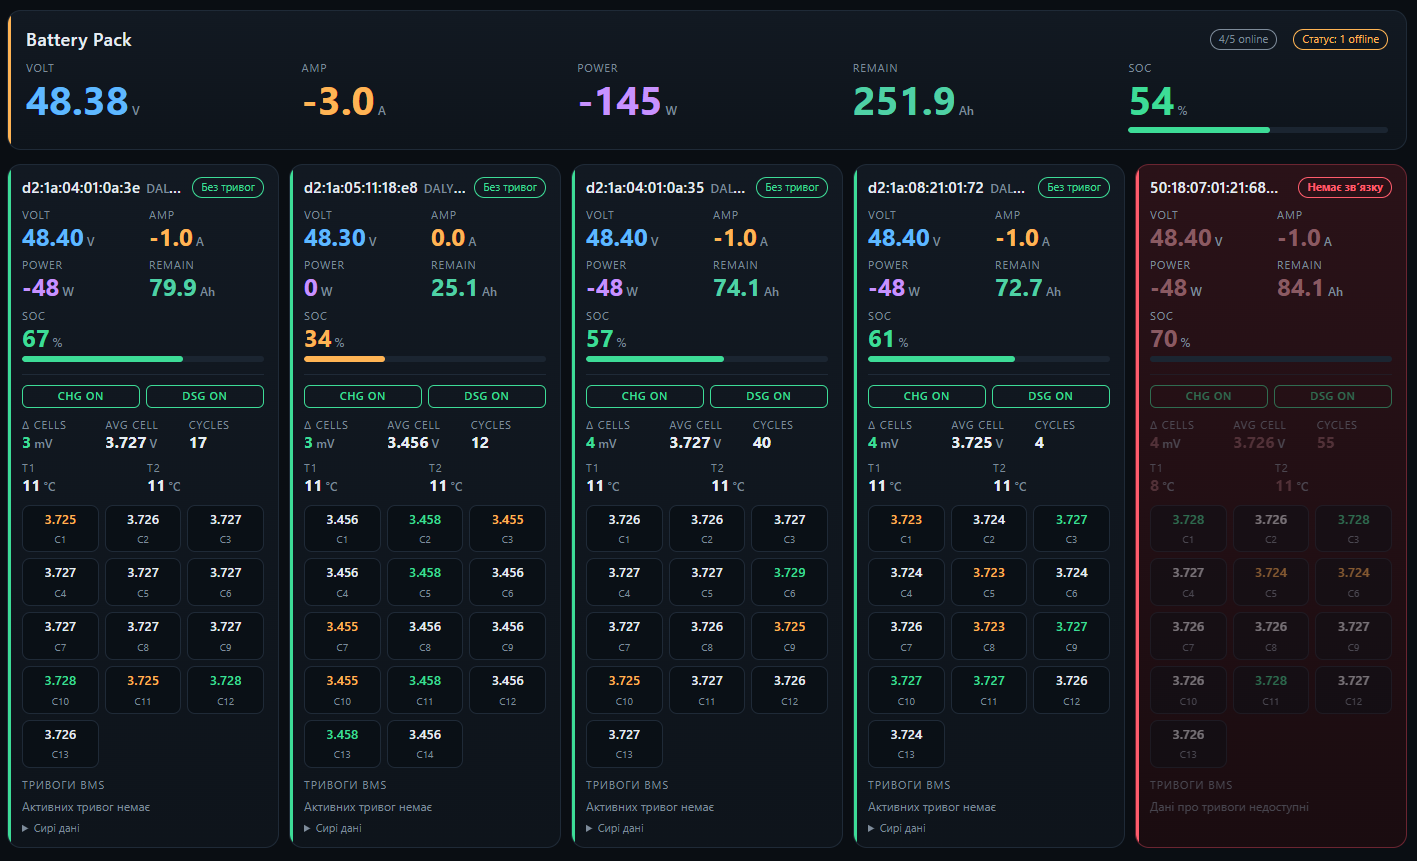 Battery Pack 4/5 online Статус: 1 offline
VOLT AMP POWER REMAIN SOC
48.38 V -3.0 A -145 W 251.9 Ah 54 %
d2:1a:04:01:0a:3e DAL... Без тривог
VOLT AMP
48.40 V -1.0 A
POWER REMAIN
-48 W 79.9 Ah
SOC
67 %
CHG ON DSG ON
Δ CELLS AVG CELL CYCLES
3 mV 3.727 V 17
T1 T2
11 °C 11 °C
3.725 3.726 3.727
C1 C2 C3
3.727 3.727 3.727
C4 C5 C6
3.727 3.727 3.727
C7 C8 C9
3.728 3.725 3.728
C10 C11 C12
3.726
C13
ТРИВОГИ BMS
Активних тривог немає
▶ Сирі дані
d2:1a:05:11:18:e8 DALY... Без тривог
VOLT AMP
48.30 V 0.0 A
POWER REMAIN
0 W 25.1 Ah
SOC
34 %
CHG ON DSG ON
Δ CELLS AVG CELL CYCLES
3 mV 3.456 V 12
T1 T2
11 °C 11 °C
3.456 3.458 3.455
C1 C2 C3
3.456 3.458 3.456
C4 C5 C6
3.455 3.456 3.456
C7 C8 C9
3.455 3.458 3.456
C10 C11 C12
3.458 3.456
C13 C14
ТРИВОГИ BMS
Активних тривог немає
▶ Сирі дані
d2:1a:04:01:0a:35 DAL... Без тривог
VOLT AMP
48.40 V -1.0 A
POWER REMAIN
-48 W 74.1 Ah
SOC
57 %
CHG ON DSG ON
Δ CELLS AVG CELL CYCLES
4 mV 3.727 V 40
T1 T2
11 °C 11 °C
3.726 3.726 3.727
C1 C2 C3
3.727 3.727 3.729
C4 C5 C6
3.727 3.726 3.725
C7 C8 C9
3.725 3.727 3.726
C10 C11 C12
3.727
C13
ТРИВОГИ BMS
Активних тривог немає
▶ Сирі дані
d2:1a:08:21:01:72 DAL... Без тривог
VOLT AMP
48.40 V -1.0 A
POWER REMAIN
-48 W 72.7 Ah
SOC
61 %
CHG ON DSG ON
Δ CELLS AVG CELL CYCLES
4 mV 3.725 V 4
T1 T2
11 °C 11 °C
3.723 3.724 3.727
C1 C2 C3
3.724 3.723 3.724
C4 C5 C6
3.726 3.723 3.727
C7 C8 C9
3.727 3.727 3.726
C10 C11 C12
3.724
C13
ТРИВОГИ BMS
Активних тривог немає
▶ Сирі дані
50:18:07:01:21:68... Немає зв'язку
VOLT AMP
48.40 V -1.0 A
POWER REMAIN
-48 W 84.1 Ah
SOC
70 %
CHG ON DSG ON
Δ CELLS AVG CELL CYCLES
4 mV 3.726 V 55
T1 T2
8 °C 11 °C
3.728 3.726 3.728
C1 C2 C3
3.727 3.724 3.724
C4 C5 C6
3.726 3.726 3.727
C7 C8 C9
3.726 3.728 3.727
C10 C11 C12
3.726
C13
ТРИВОГИ BMS
Дані про тривоги недоступні